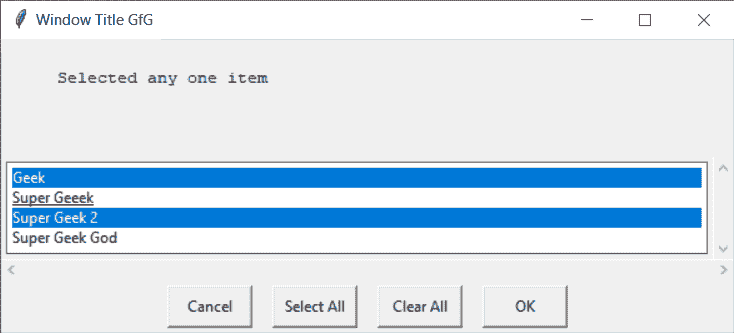 Window Title GfG
Selected any one item
Geek
Super Geeek
Super Geek 2
Super Geek God
Cancel Select All Clear All OK